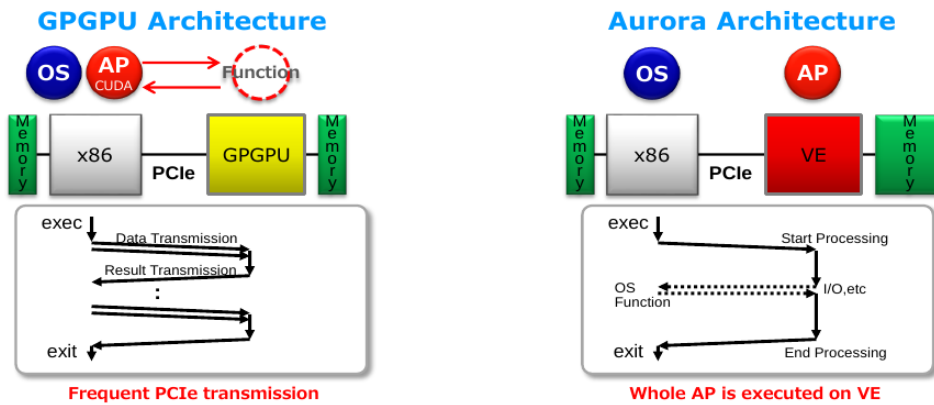 GPGPU Architecture
OS
AP
CUDA
Function
Memory
x86
PCIe
GPGPU
Memory
exec
Data Transmission
Result Transmission
:
exit
Frequent PCIe transmission
Aurora Architecture
OS
AP
Memory
x86
PCIe
VE
Memory
exec
Start Processing
OS
Function
I/O,etc
exit
End Processing
Whole AP is executed on VE